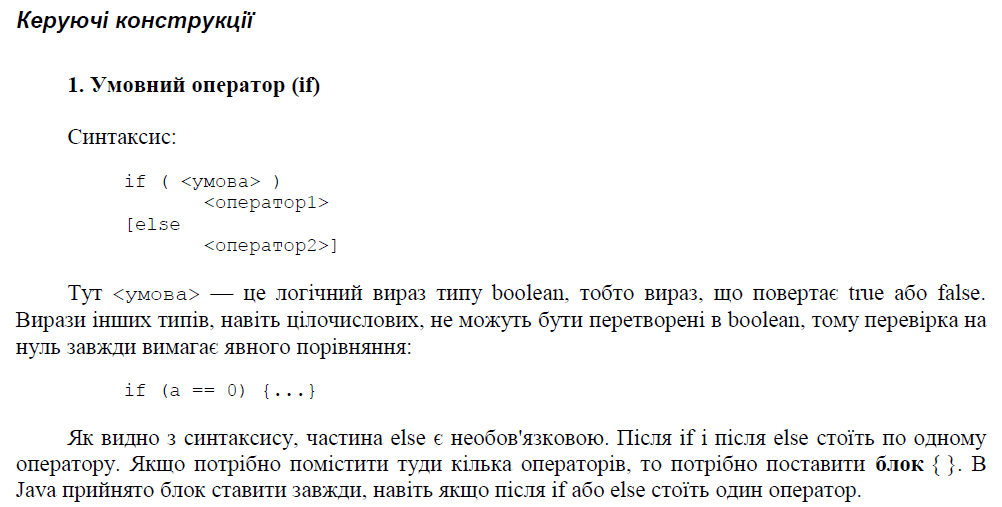 Керуючі конструкції
1. Умовний оператор (if)
Синтаксис:
if ( <умова> )
<оператор1>
[else
<оператор2>]
Тут <умова> — це логічний вираз типу boolean, тобто вираз, що повертає true або false.
Вирази інших типів, навіть цілочислових, не можуть бути перетворені в boolean, тому перевірка на
нуль завжди вимагає явного порівняння:
if (a == 0) {...}
Як видно з синтаксису, частина else є необов'язковою. Після if і після else стоїть по одному
оператору. Якщо потрібно помістити туди кілька операторів, то потрібно поставити блок { }. В
Java прийнято блок ставити завжди, навіть якщо після if або else стоїть один оператор.